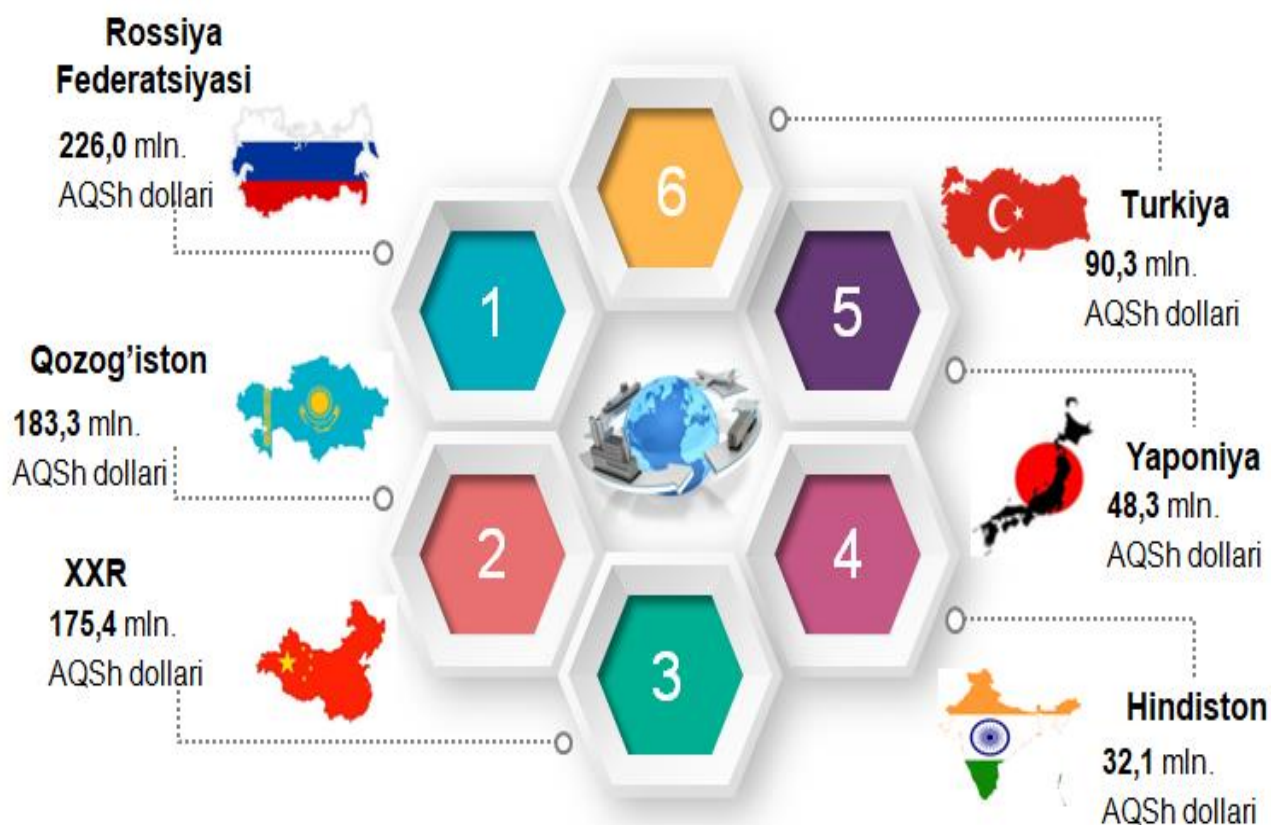 Rossiya
Federatsiyasi
226,0 mln.
AQSh dollari
Qozog'iston
183,3 mln.
AQSh dollari
XXR
175,4 mln.
AQSh dollari
1
2
3
4
5
6
Turkiya
90,3 mln.
AQSh dollari
Yaponiya
48,3 mln.
AQSh dollari
Hindiston
32,1 mln.
AQSh dollari